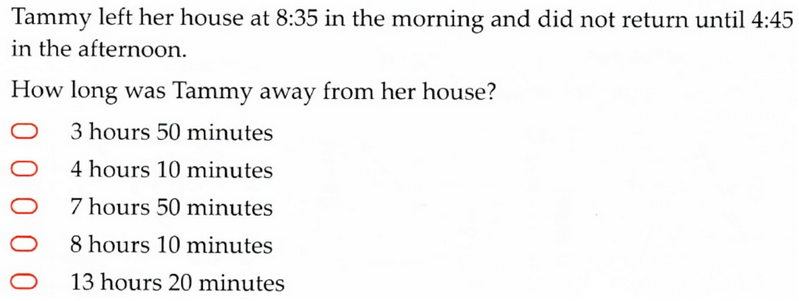 Tammy left her house at 8:35 in the morning and did not return until 4:45
in the afternoon.
How long was Tammy away from her house?
3 hours 50 minutes
4 hours 10 minutes
7 hours 50 minutes
8 hours 10 minutes
13 hours 20 minutes